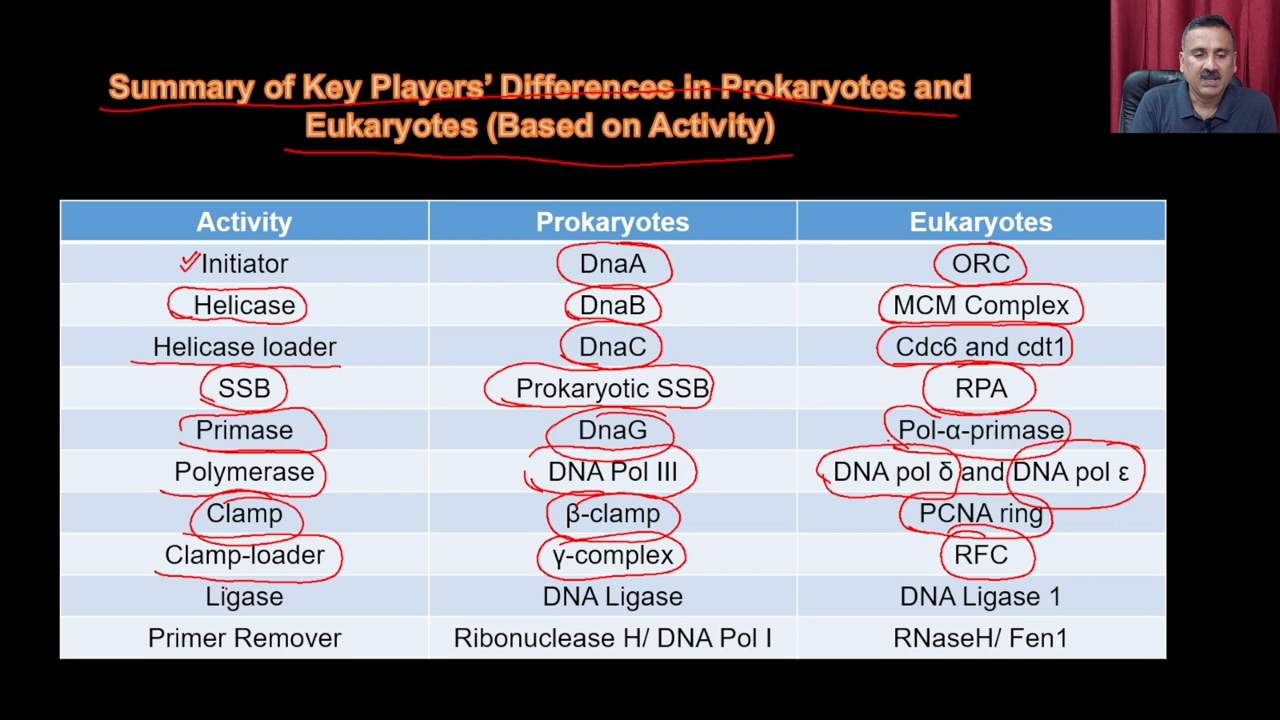 Summary of Key Players’ Differences in Prokaryotes and
Eukaryotes (Based on Activity)
Activity Prokaryotes Eukaryotes
Initiator DnaA ORC
Helicase DnaB MCM Complex
Helicase loader DnaC Cdc6 and cdt1
SSB Prokaryotic SSB RPA
Primase DnaG Pol-α-primase
Polymerase DNA Pol III DNA pol δ and DNA pol ε
Clamp β-clamp PCNA ring
Clamp-loader γ-complex RFC
Ligase DNA Ligase DNA Ligase 1
Primer Remover Ribonuclease H/ DNA Pol I RNaseH/ Fen1